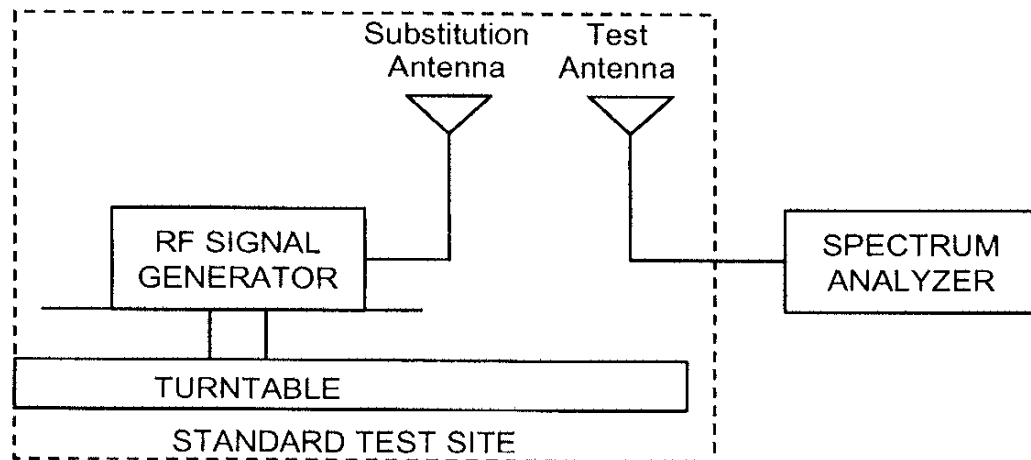 Substitution
Antenna
Test
Antenna
RF SIGNAL
GENERATOR
SPECTRUM
ANALYZER
TURNTABLE
STANDARD TEST SITE